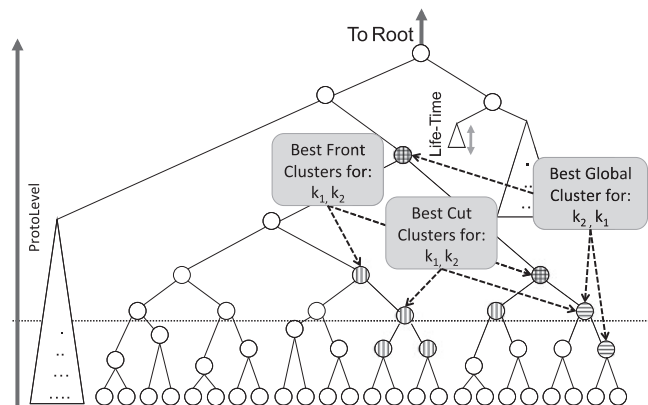 To Root
Life-Time
Best Front
Clusters for:
k1, k2
Best Global
Cluster for:
k2, k1
ProtoLevel
Best Cut
Clusters for:
k1, k2